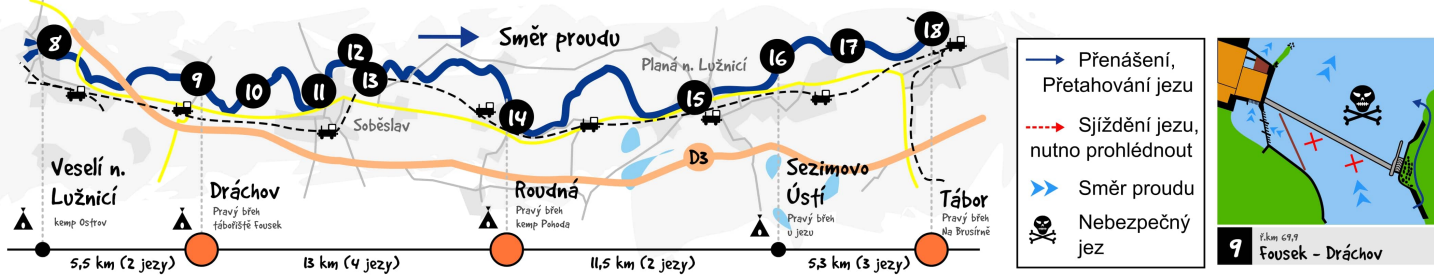 8
9
10
11
12
13
14
15
16
17
18
Směr proudu
Planá n. Lužnicí
Soběslav
D3
Veselí n.
Lužnicí
kemp Ostrov
Dráchov
Pravý břeh
tábořiště Fousek
Roudná
Pravý břeh
kemp Pohoda
Sezimovo
Ústí
Pravý břeh
u jezu
Tábor
Pravý břeh
Na Brusírně
5,5 km (2 jezy)
13 km (4 jezy)
11,5 km (2 jezy)
5,3 km (3 jezy)
Přenášení,
Přetahování jezu
Sjíždění jezu,
nutno prohlédnout
Směr proudu
Nebezpečný
jez
9
ř.km 69,9
Fousek - Dráchov